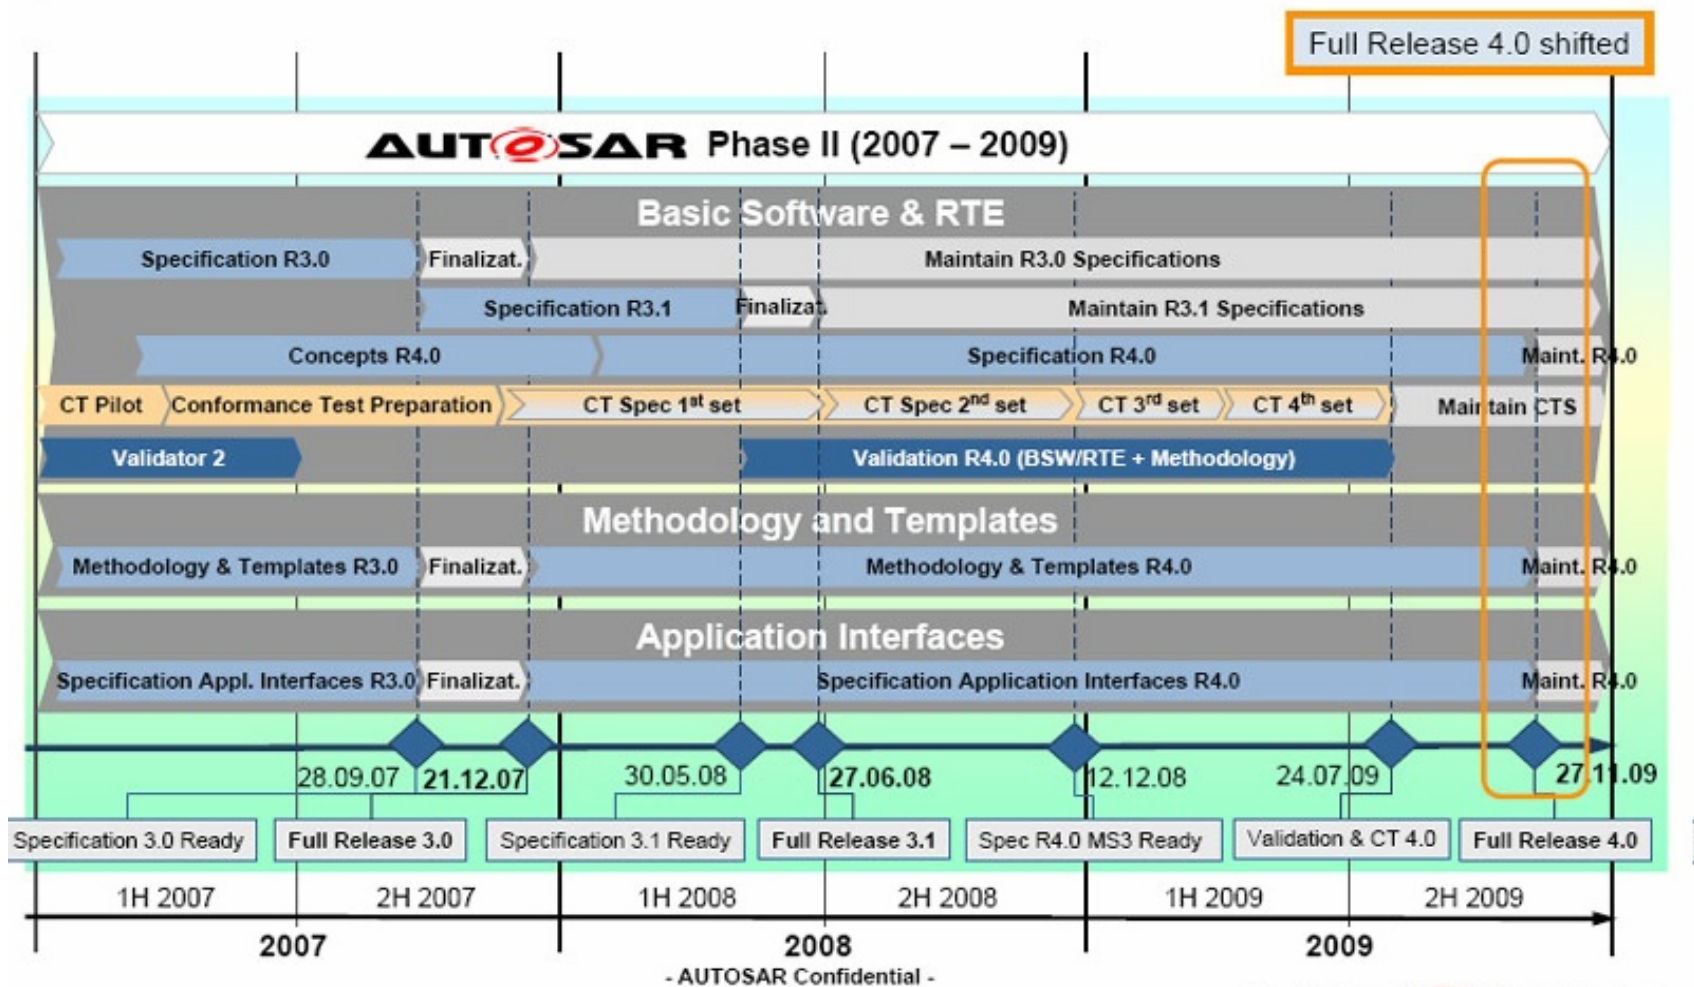 Full Release 4.0 shifted
AUTOSAR Phase II (2007 – 2009)
Basic Software & RTE
Specification R3.0 Finalizat. Maintain R3.0 Specifications
Specification R3.1 Finalizat. Maintain R3.1 Specifications
Concepts R4.0 Specification R4.0 Maint. R4.0
CT Pilot Conformance Test Preparation CT Spec 1st set CT Spec 2nd set CT 3rd set CT 4th set Maintain CTS
Validator 2 Validation R4.0 (BSW/RTE + Methodology)
Methodology and Templates
Methodology & Templates R3.0 Finalizat. Methodology & Templates R4.0 Maint. R4.0
Application Interfaces
Specification Appl. Interfaces R3.0 Finalizat. Specification Application Interfaces R4.0 Maint. R4.0
28.09.07 21.12.07 30.05.08 27.06.08 12.12.08 24.07.09 27.11.09
Specification 3.0 Ready Full Release 3.0 Specification 3.1 Ready Full Release 3.1 Spec R4.0 MS3 Ready Validation & CT 4.0 Full Release 4.0
1H 2007 2H 2007 1H 2008 2H 2008 1H 2009 2H 2009
2007 2008 2009
- AUTOSAR Confidential -